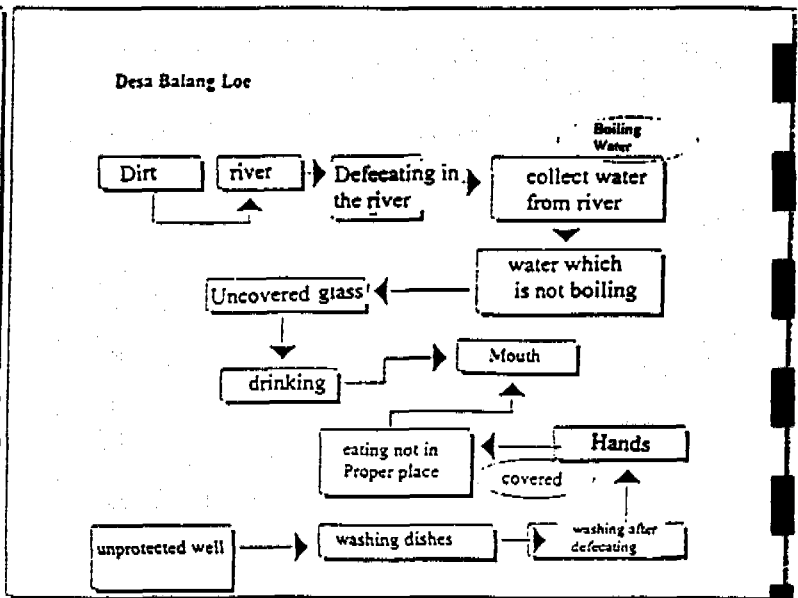 Desa Balang Loe
Boiling
Water
Dirt
river
Defecating in
the river
collect water
from river
water which
is not boiling
Uncovered glass
drinking
Mouth
eating not in
Proper place
Hands
covered
unprotected well
washing dishes
washing after
defecating